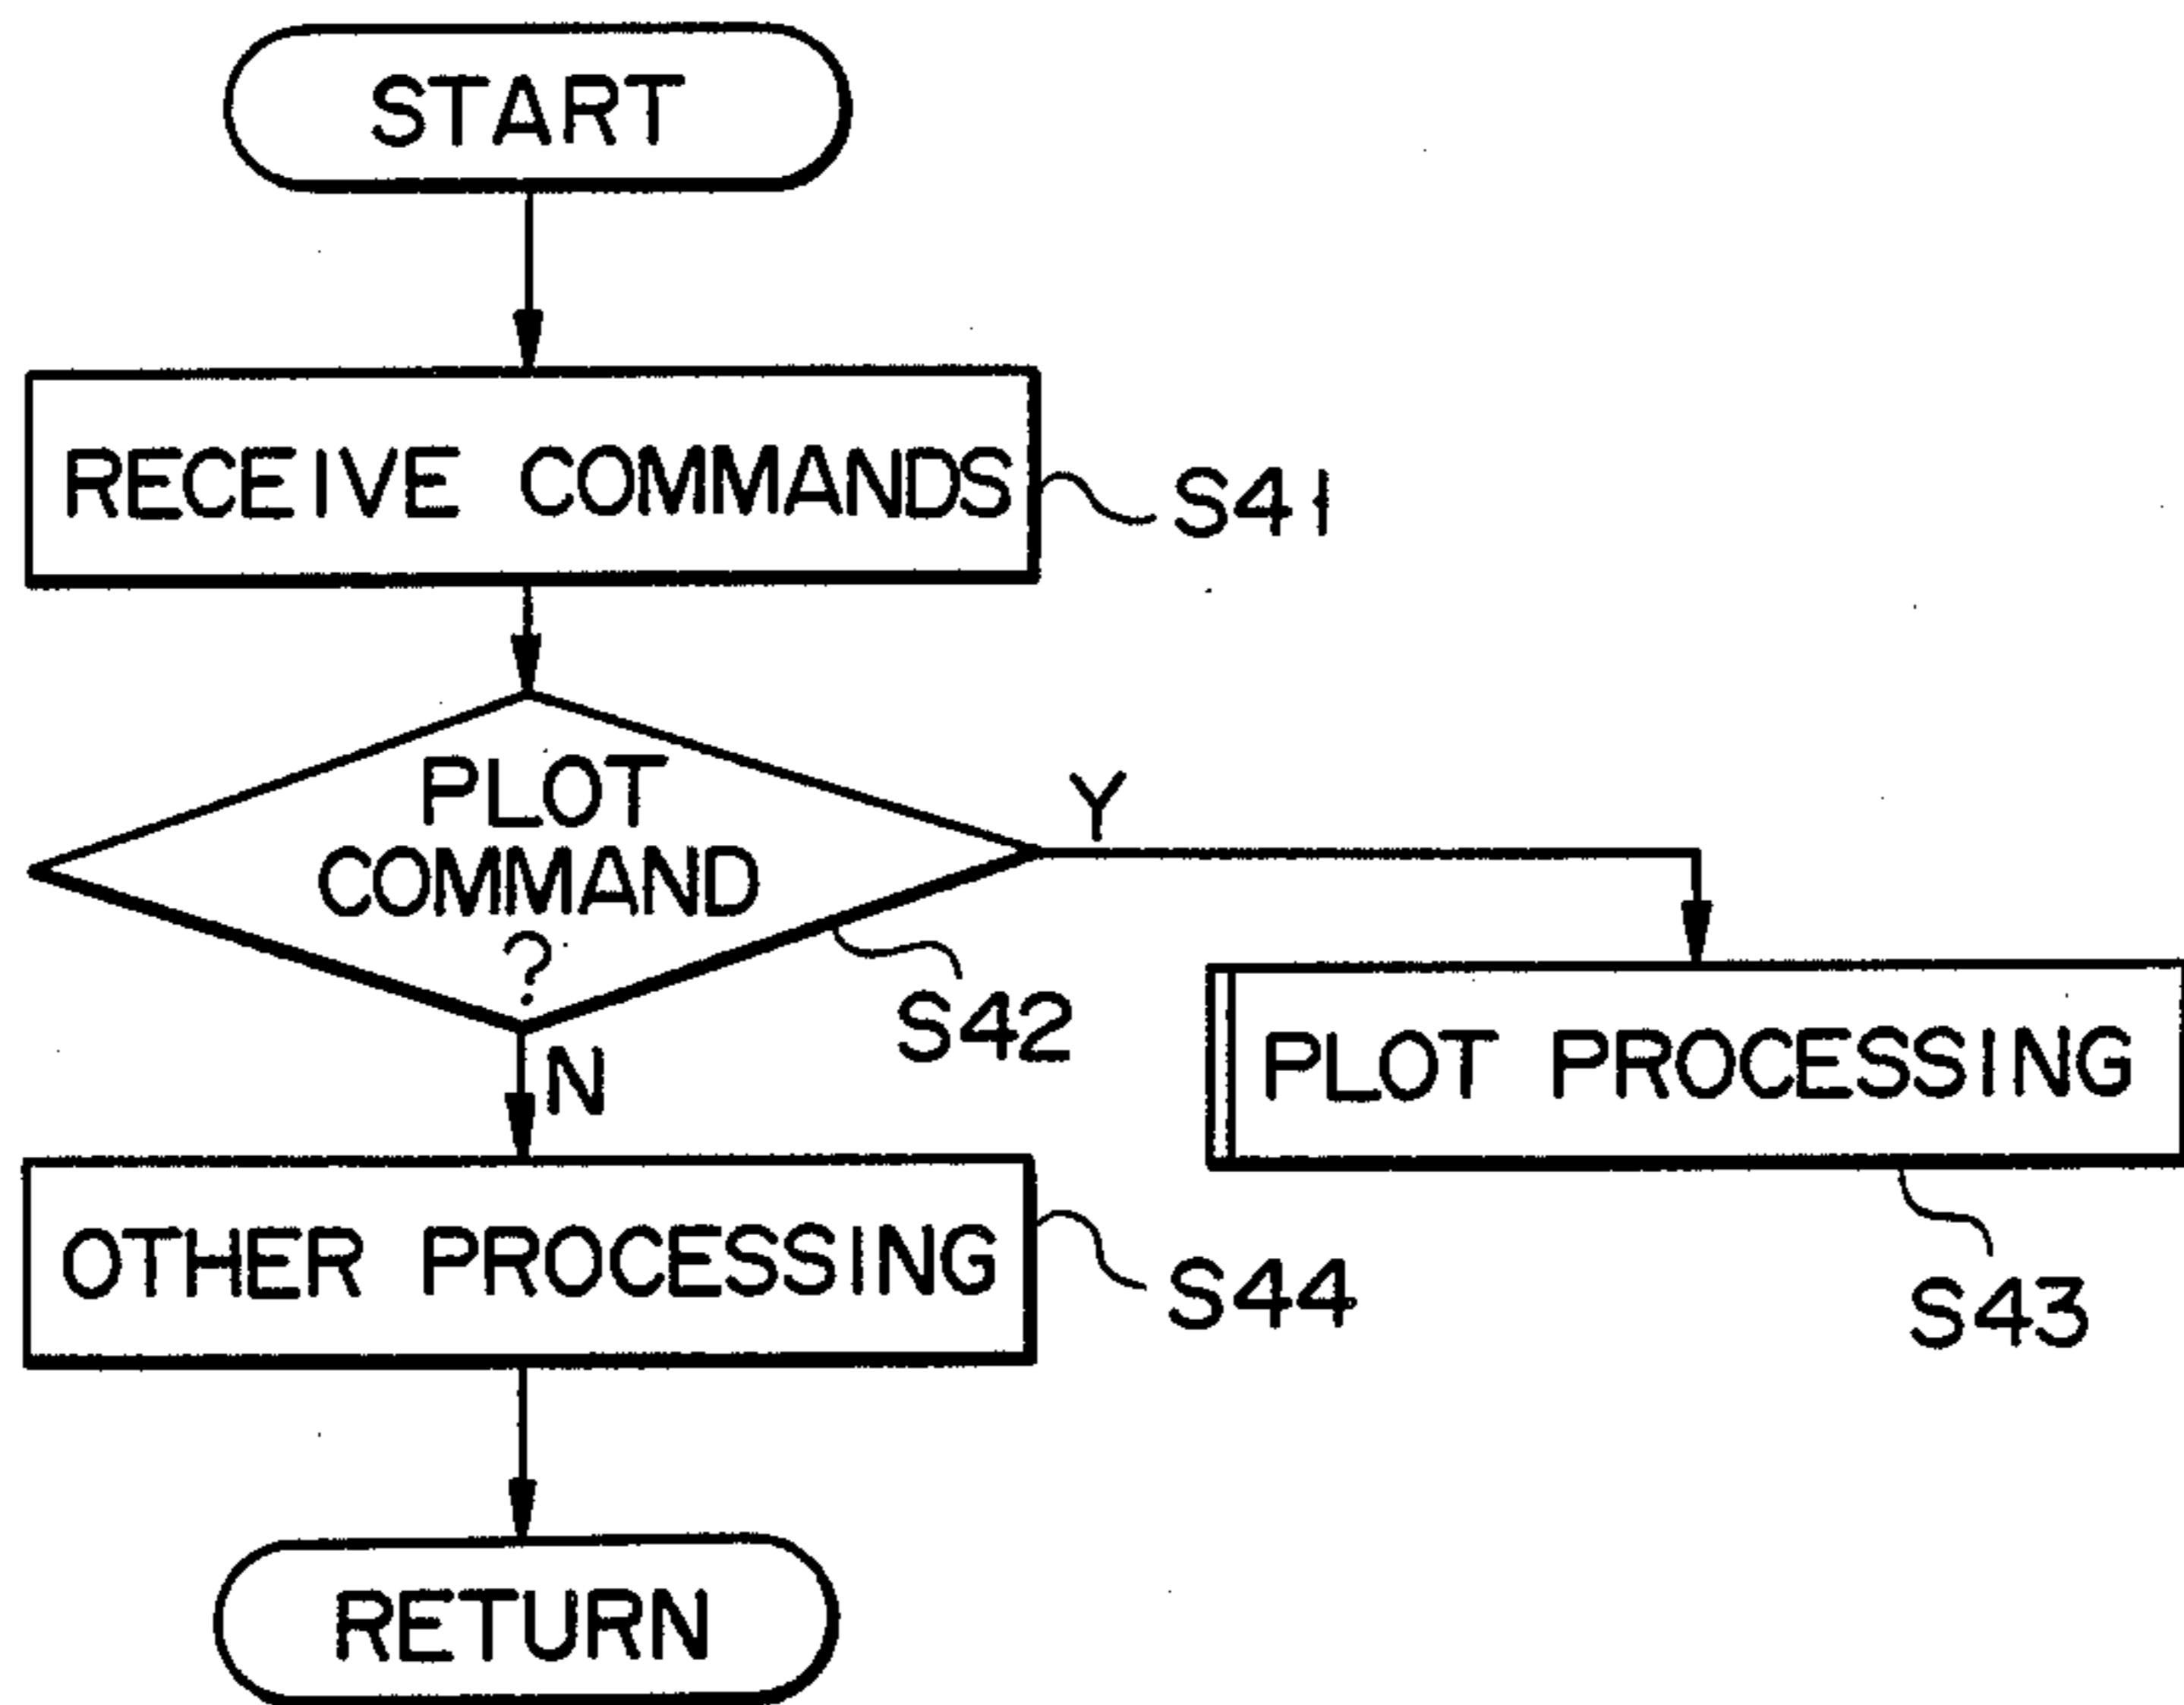 START
RECEIVE COMMANDS
S41
PLOT
COMMAND
?
Y
S42
N
PLOT PROCESSING
S43
OTHER PROCESSING
S44
RETURN